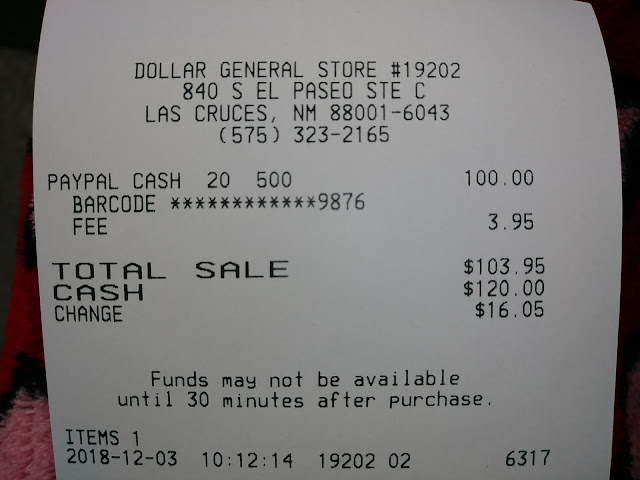 DOLLAR GENERAL STORE #19202
840 S EL PASEO STE C
LAS CRUCES, NM 88001-6043
(575) 323-2165
PAYPAL CASH 20 500 100.00
BARCODE ************9876
FEE 3.95
TOTAL SALE $103.95
CASH $120.00
CHANGE $16.05
Funds may not be available
until 30 minutes after purchase.
ITEMS 1
2018-12-03 10:12:14 19202 02 6317